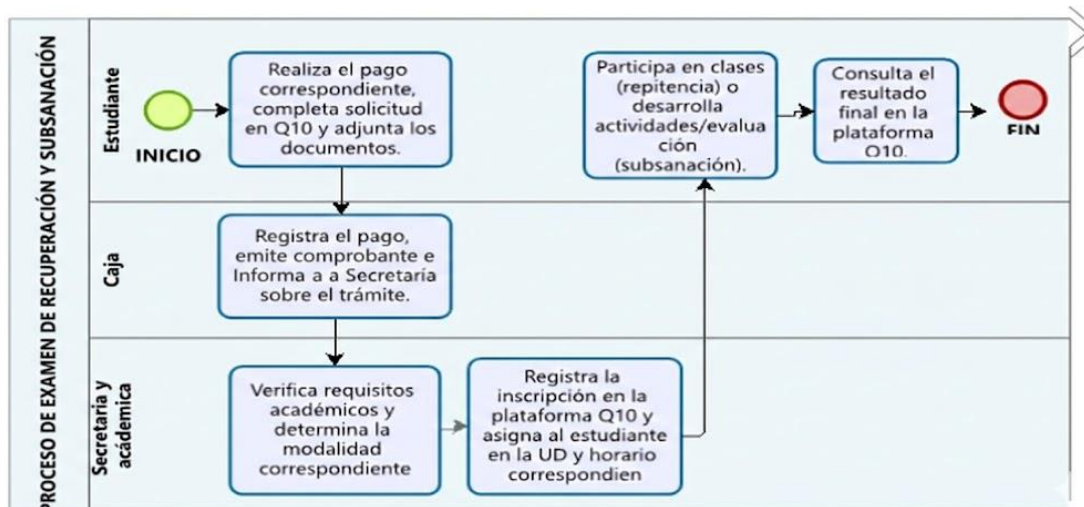 PROCESO DE EXAMEN DE RECUPERACIÓN Y SUBSANACIÓN
Estudiante
INICIO
Realiza el pago
correspondiente,
completa solicitud
en Q10 y adjunta los
documentos.
Participa en clases
(repitencia) o
desarrolla
actividades/evalua
ción
(subsanación).
Consulta el
resultado
final en la
plataforma
Q10.
FIN
Caja
Registra el pago,
emite comprobante e
Informa a a Secretaría
sobre el trámite.
Secretaria y
académica
Verifica requisitos
académicos y
determina la
modalidad
correspondiente
Registra la
inscripción en la
plataforma Q10 y
asigna al estudiante
en la UD y horario
correspondien